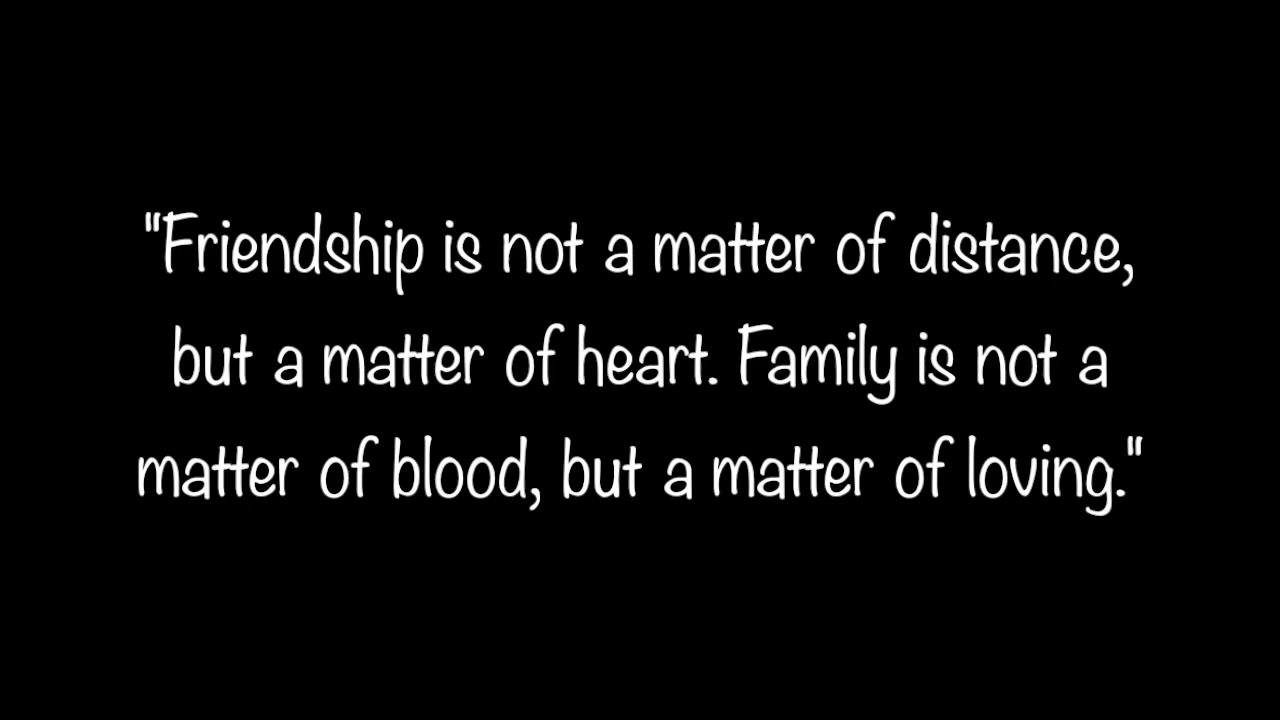 "Friendship is not a matter of distance,
but a matter of heart. Family is not a
matter of blood, but a matter of loving."